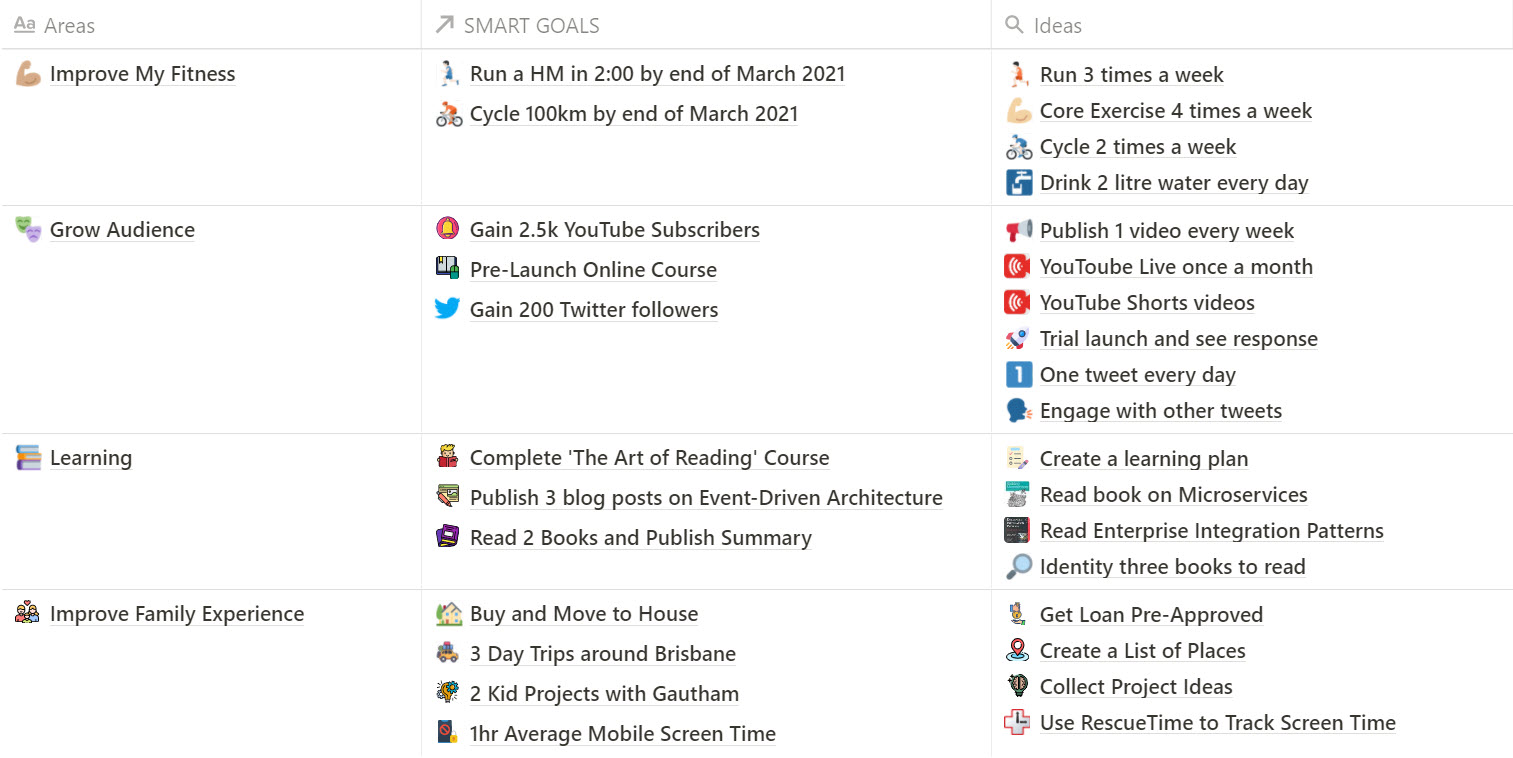 Aa Areas
SMART GOALS
Ideas
Improve My Fitness
Run a HM in 2:00 by end of March 2021
Cycle 100km by end of March 2021
Run 3 times a week
Core Exercise 4 times a week
Cycle 2 times a week
Drink 2 litre water every day
Grow Audience
Gain 2.5k YouTube Subscribers
Pre-Launch Online Course
Gain 200 Twitter followers
Publish 1 video every week
YouToube Live once a month
YouTube Shorts videos
Trial launch and see response
1 One tweet every day
Engage with other tweets
Learning
Complete 'The Art of Reading' Course
Publish 3 blog posts on Event-Driven Architecture
Read 2 Books and Publish Summary
Create a learning plan
Read book on Microservices
Read Enterprise Integration Patterns
Identity three books to read
Improve Family Experience
Buy and Move to House
3 Day Trips around Brisbane
2 Kid Projects with Gautham
1hr Average Mobile Screen Time
Get Loan Pre-Approved
Create a List of Places
Collect Project Ideas
Use RescueTime to Track Screen Time